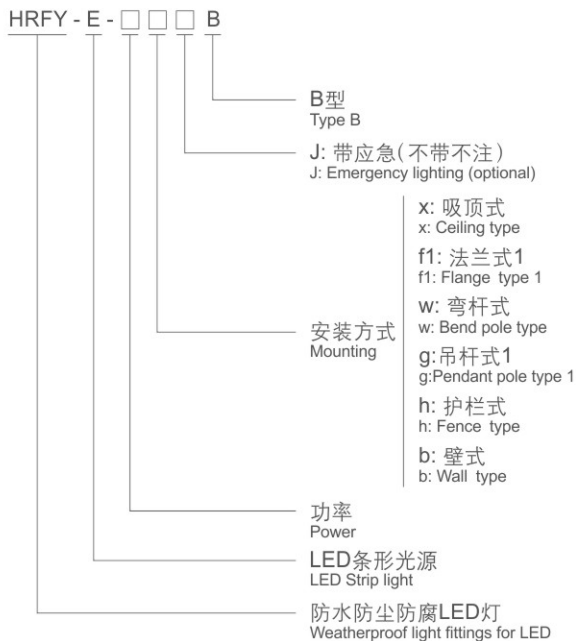 HRFY - E - □ □ □ B
B型
Type B
J: 带应急(不带不注)
J: Emergency lighting (optional)
x: 吸顶式
x: Ceiling type
f1: 法兰式1
f1: Flange type 1
w: 弯杆式
w: Bend pole type
安装方式
Mounting
g:吊杆式1
g:Pendant pole type 1
h: 护栏式
h: Fence type
b: 壁式
b: Wall type
功率
Power
LED条形光源
LED Strip light
防水防尘防腐LED灯
Weatherproof light fittings for LED